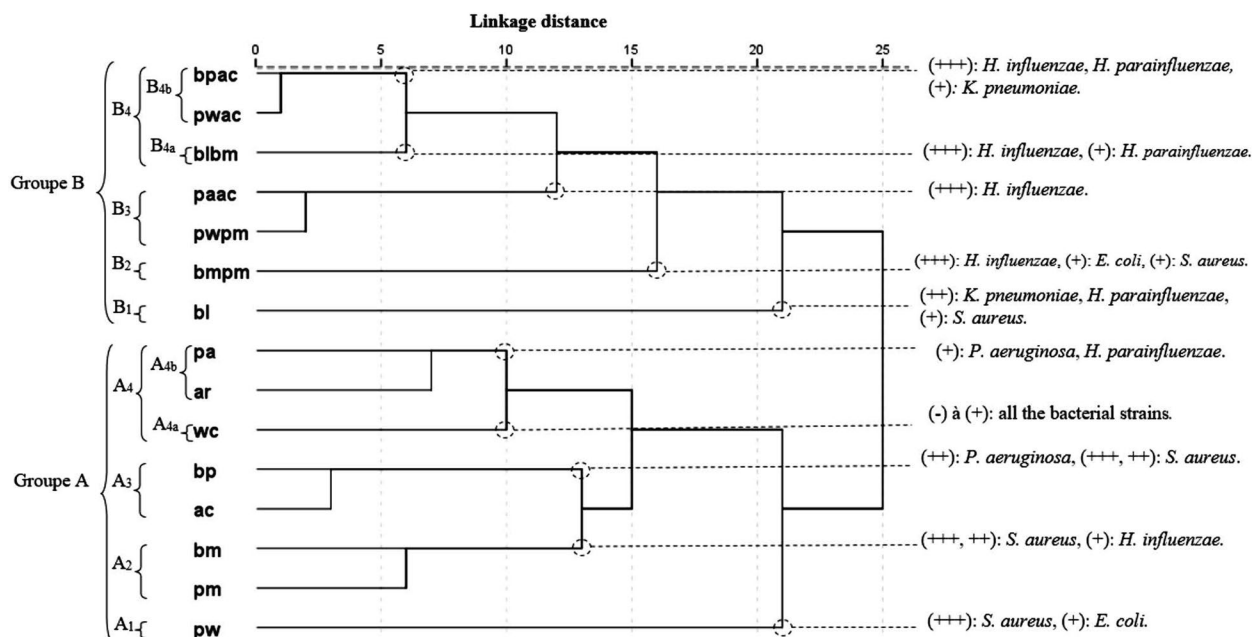 Linkage distance
0 5 10 15 20 25
Groupe B
B4
B4b
bpac
pwac
(+++): H. influenzae, H. parainfluenzae,
(+): K. pneumoniae.
B4a
blbm
(+++): H. influenzae, (+): H. parainfluenzae.
B3
paac
pwpm
(+++): H. influenzae.
B2
bmpm
(+++): H. influenzae, (+): E. coli, (+): S. aureus.
B1
bl
(++): K. pneumoniae, H. parainfluenzae,
(+): S. aureus.
Groupe A
A4
A4b
pa
ar
(+): P. aeruginosa, H. parainfluenzae.
A4a
wc
(-) à (+): all the bacterial strains.
A3
bp
ac
(++): P. aeruginosa, (+++, ++): S. aureus.
A2
bm
pm
(+++, ++): S. aureus, (+): H. influenzae.
A1
pw
(+++): S. aureus, (+): E. coli.